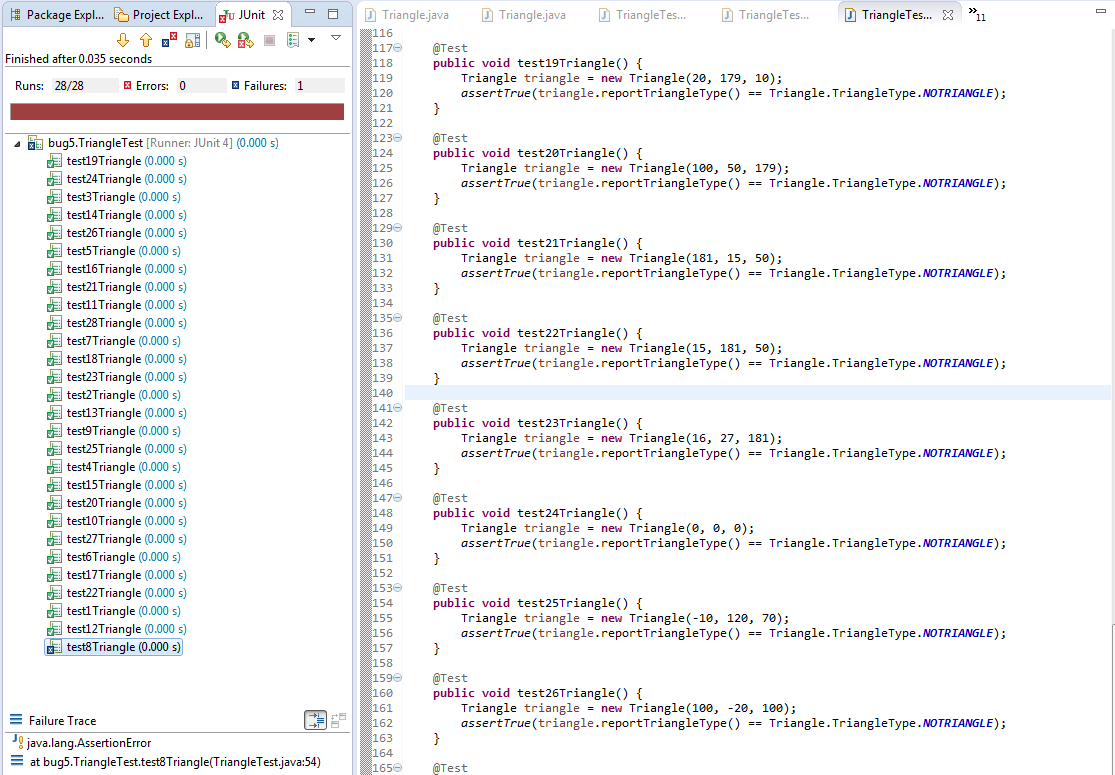 Package Expl... Project Expl... JUnit
Finished after 0.035 seconds
Runs: 28/28 Errors: 0 Failures: 1
bug5.TriangleTest [Runner: JUnit 4] (0.000 s)
test19Triangle (0.000 s)
test24Triangle (0.000 s)
test3Triangle (0.000 s)
test14Triangle (0.000 s)
test26Triangle (0.000 s)
test5Triangle (0.000 s)
test16Triangle (0.000 s)
test21Triangle (0.000 s)
test11Triangle (0.000 s)
test28Triangle (0.000 s)
test7Triangle (0.000 s)
test18Triangle (0.000 s)
test23Triangle (0.000 s)
test2Triangle (0.000 s)
test13Triangle (0.000 s)
test9Triangle (0.000 s)
test25Triangle (0.000 s)
test4Triangle (0.000 s)
test15Triangle (0.000 s)
test20Triangle (0.000 s)
test10Triangle (0.000 s)
test27Triangle (0.000 s)
test6Triangle (0.000 s)
test17Triangle (0.000 s)
test22Triangle (0.000 s)
test1Triangle (0.000 s)
test12Triangle (0.000 s)
test8Triangle (0.000 s)
Failure Trace
java.lang.AssertionError
at bug5.TriangleTest.test8Triangle(TriangleTest.java:54)
Triangle.java Triangle.java TriangleTes... TriangleTes... TriangleTes... »11
116
117 @Test
118 public void test19Triangle() {
119 Triangle triangle = new Triangle(20, 179, 10);
120 assertTrue(triangle.reportTriangleType() == Triangle.TriangleType.NOTRIANGLE);
121 }
122
123 @Test
124 public void test20Triangle() {
125 Triangle triangle = new Triangle(100, 50, 179);
126 assertTrue(triangle.reportTriangleType() == Triangle.TriangleType.NOTRIANGLE);
127 }
128
129 @Test
130 public void test21Triangle() {
131 Triangle triangle = new Triangle(181, 15, 50);
132 assertTrue(triangle.reportTriangleType() == Triangle.TriangleType.NOTRIANGLE);
133 }
134
135 @Test
136 public void test22Triangle() {
137 Triangle triangle = new Triangle(15, 181, 50);
138 assertTrue(triangle.reportTriangleType() == Triangle.TriangleType.NOTRIANGLE);
139 }
140
141 @Test
142 public void test23Triangle() {
143 Triangle triangle = new Triangle(16, 27, 181);
144 assertTrue(triangle.reportTriangleType() == Triangle.TriangleType.NOTRIANGLE);
145 }
146
147 @Test
148 public void test24Triangle() {
149 Triangle triangle = new Triangle(0, 0, 0);
150 assertTrue(triangle.reportTriangleType() == Triangle.TriangleType.NOTRIANGLE);
151 }
152
153 @Test
154 public void test25Triangle() {
155 Triangle triangle = new Triangle(-10, 120, 70);
156 assertTrue(triangle.reportTriangleType() == Triangle.TriangleType.NOTRIANGLE);
157 }
158
159 @Test
160 public void test26Triangle() {
161 Triangle triangle = new Triangle(100, -20, 100);
162 assertTrue(triangle.reportTriangleType() == Triangle.TriangleType.NOTRIANGLE);
163 }
164
165 @Test